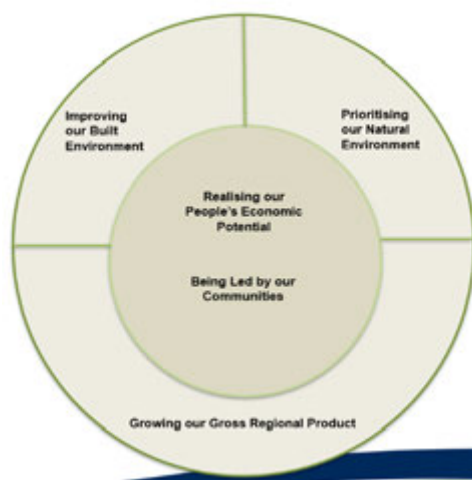 Improving
our Built
Environment
Prioritising
our Natural
Environment
Realising our
People's Economic
Potential
Being Led by our
Communities
Growing our Gross Regional Product